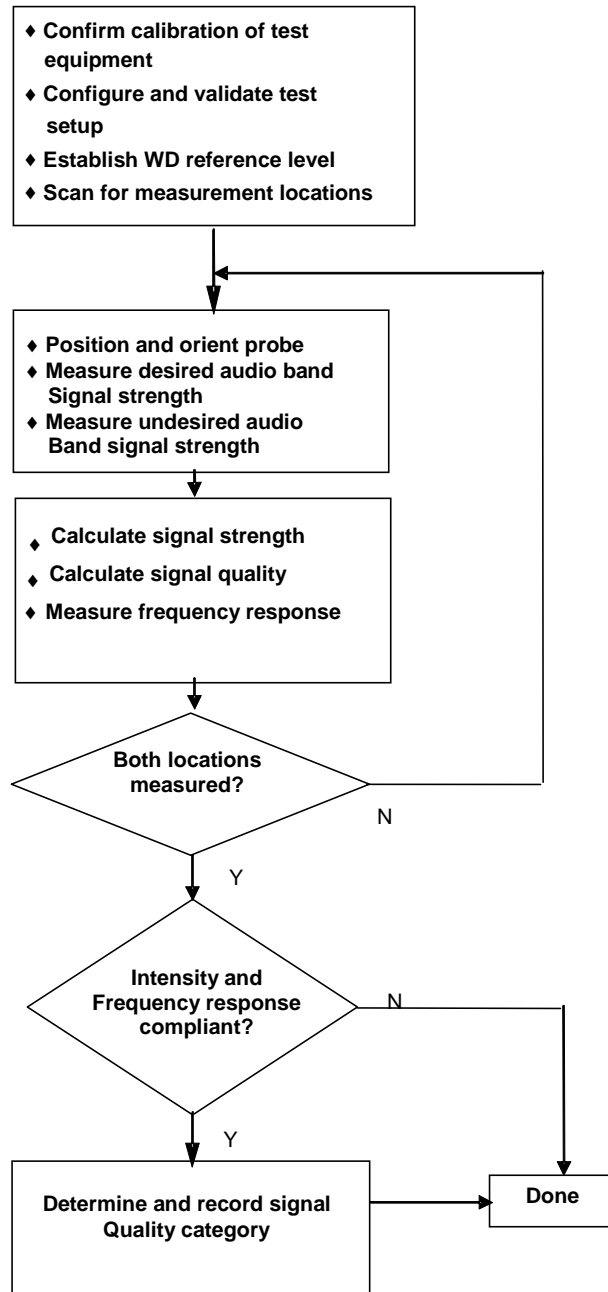 ♦ Confirm calibration of test
equipment
♦ Configure and validate test
setup
♦ Establish WD reference level
♦ Scan for measurement locations
♦ Position and orient probe
♦ Measure desired audio band
Signal strength
♦ Measure undesired audio
Band signal strength
♦ Calculate signal strength
♦ Calculate signal quality
♦ Measure frequency response
Both locations
measured?
N
Y
Intensity and
Frequency response
compliant?
N
Y
Determine and record signal
Quality category
Done